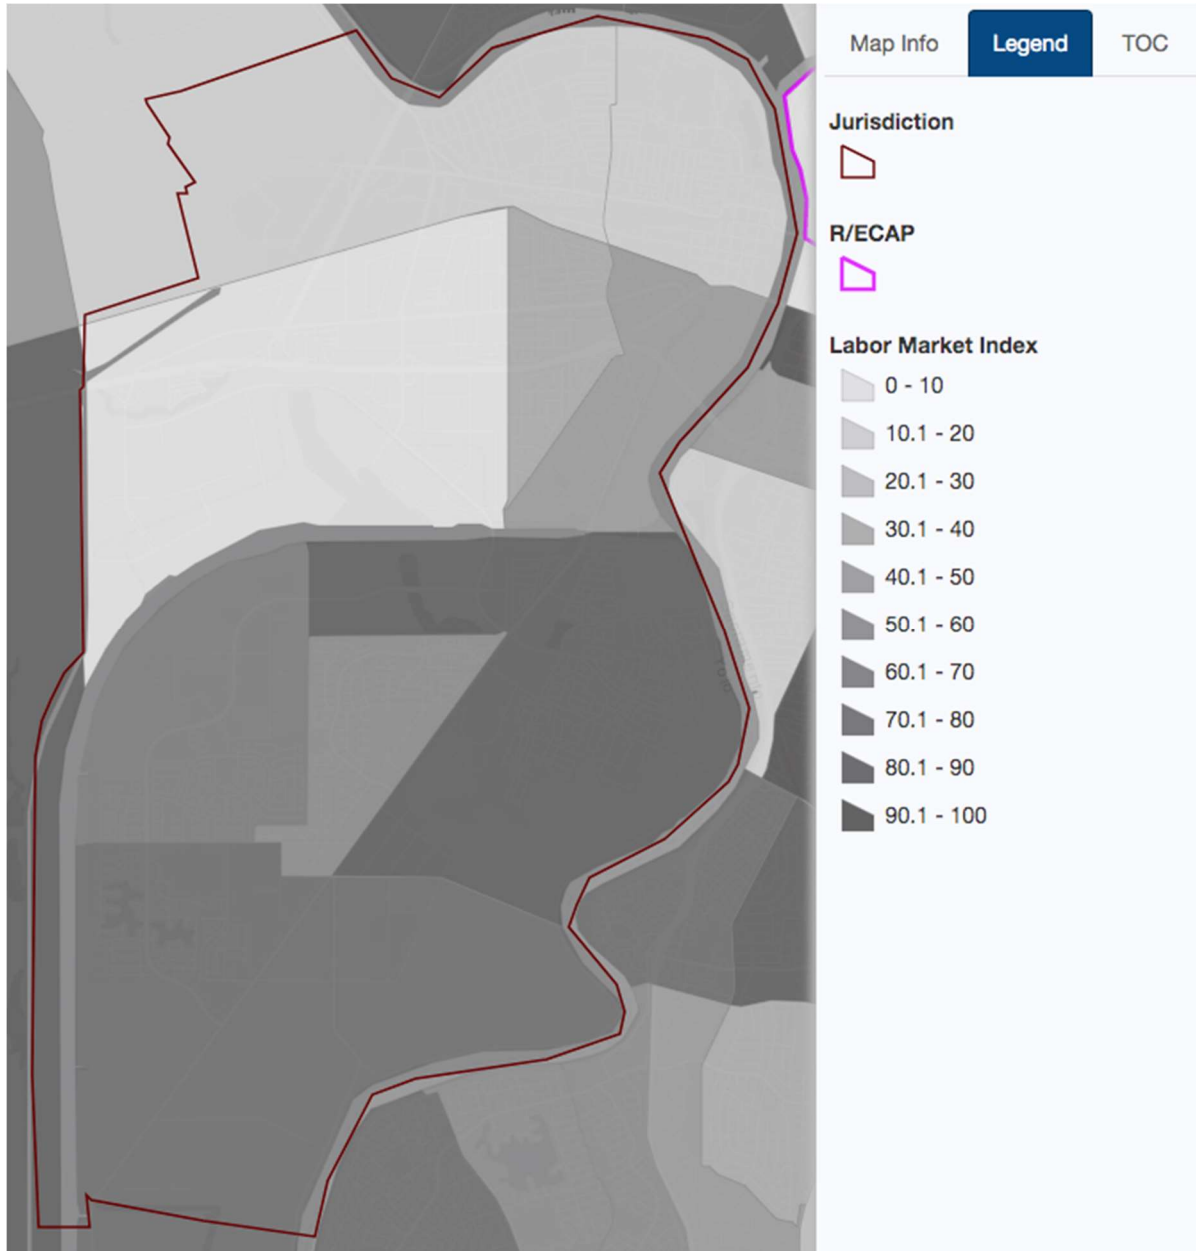 Map Info
Legend
TOC
Jurisdiction
R/ECAP
Labor Market Index
0 - 10
10.1 - 20
20.1 - 30
30.1 - 40
40.1 - 50
50.1 - 60
60.1 - 70
70.1 - 80
80.1 - 90
90.1 - 100